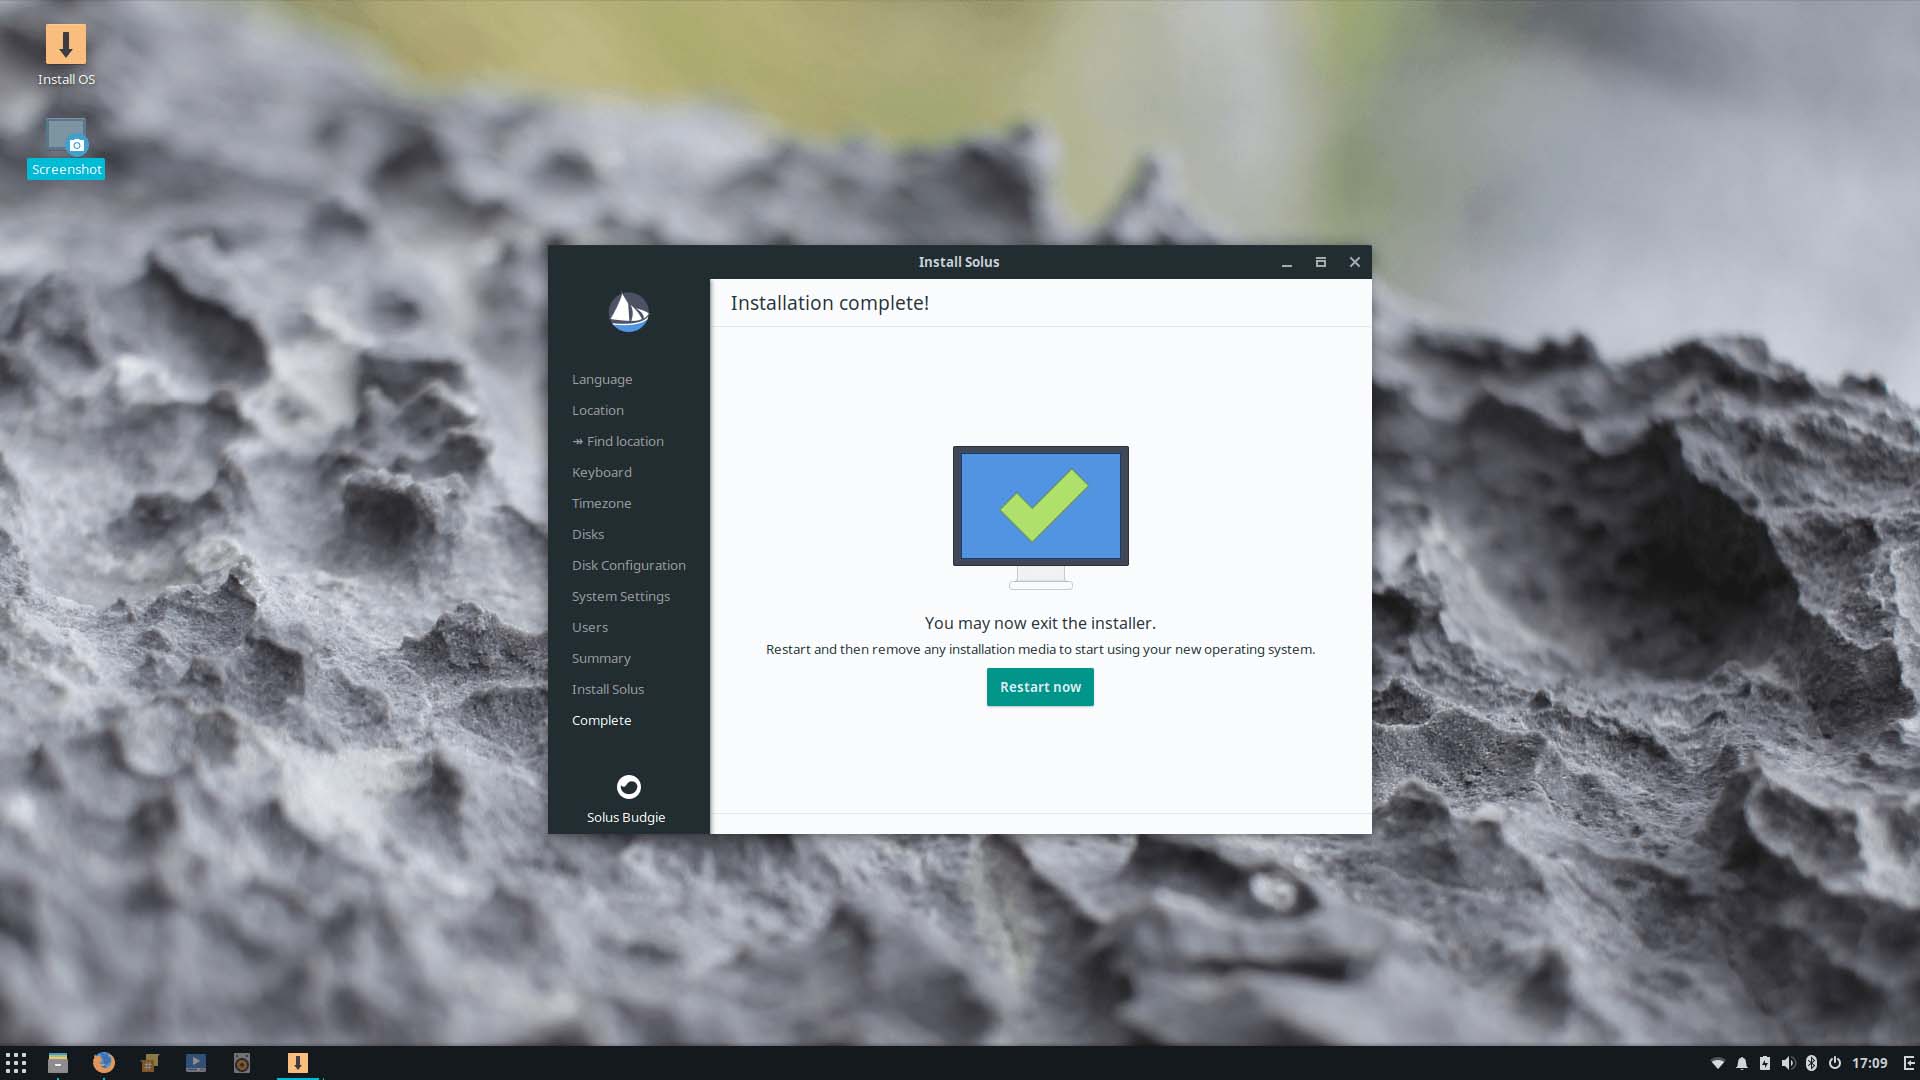 Install OS
Screenshot
Install Solus
Installation complete!
Language
Location
↠ Find location
Keyboard
Timezone
Disks
Disk Configuration
System Settings
Users
Summary
Install Solus
Complete
Solus Budgie
You may now exit the installer.
Restart and then remove any installation media to start using your new operating system.
Restart now
17:09